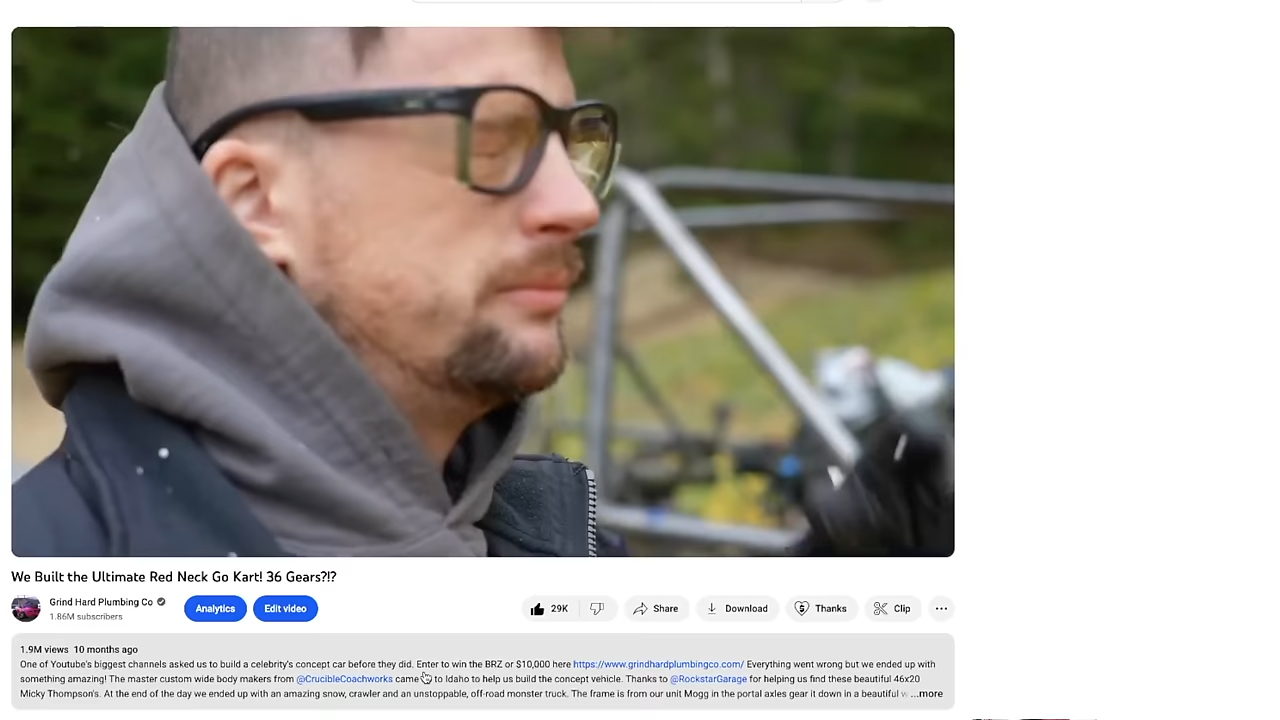 We Built the Ultimate Red Neck Go Kart! 36 Gears?!?
Grind Hard Plumbing Co
1.86M subscribers
Analytics
Edit video
29K
Share
Download
Thanks
Clip
1.9M views 10 months ago
One of Youtube's biggest channels asked us to build a celebrity's concept car before they did. Enter to win the BRZ or $10,000 here https://www.grindhardplumbingco.com/ Everything went wrong but we ended up with
something amazing! The master custom wide body makers from @CrucibleCoachworks came to Idaho to help us build the concept vehicle. Thanks to @RockstarGarage for helping us find these beautiful 46x20
Micky Thompson's. At the end of the day we ended up with an amazing snow, crawler and an unstoppable, off-road monster truck. The frame is from our unit Mogg in the portal axles gear it down in a beautiful ...more